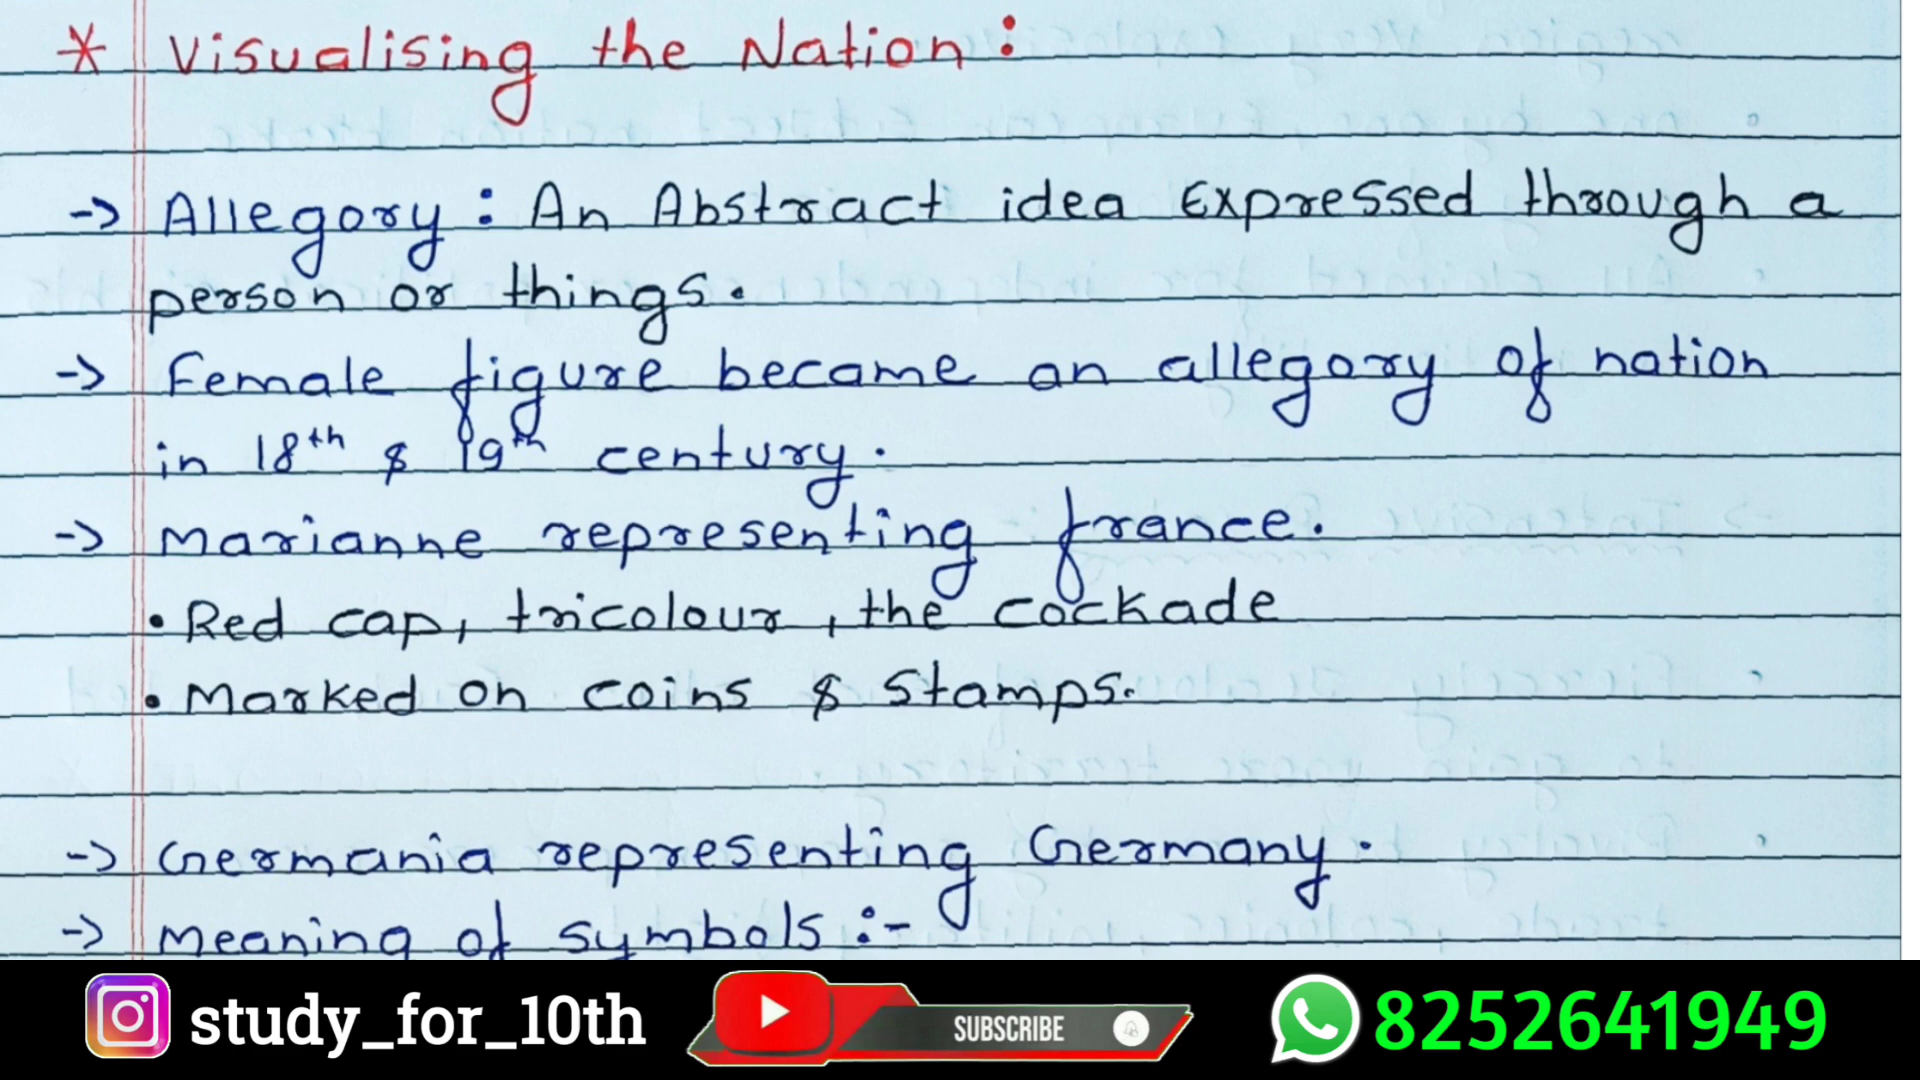 * Visualising the Nation:
-> Allegory: An Abstract idea Expressed through a
person or things.
-> Female figure became an allegory of nation
in 18th & 19th century.
-> Marianne representing france.
• Red cap, tricolour, the cockade
• Marked on coins & stamps.
-> Germania representing Germany.
-> Meaning of symbols:-
study_for_10th SUBSCRIBE 8252641949